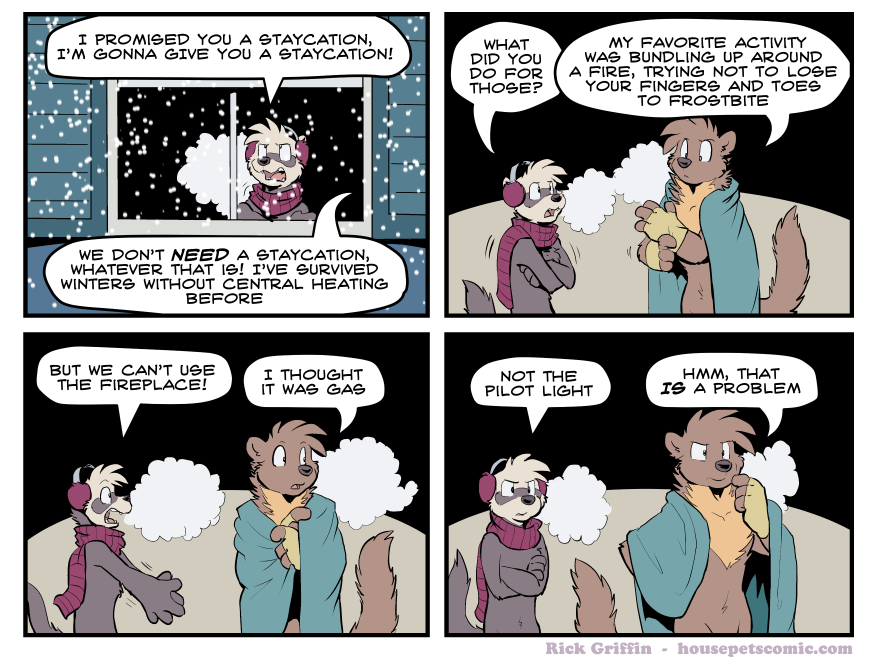 I PROMISED YOU A STAYCATION,
I'M GONNA GIVE YOU A STAYCATION!
WE DON'T NEED A STAYCATION,
WHATEVER THAT IS! I'VE SURVIVED
WINTERS WITHOUT CENTRAL HEATING
BEFORE
WHAT
DID YOU
DO FOR
THOSE?
MY FAVORITE ACTIVITY
WAS BUNDLING UP AROUND
A FIRE, TRYING NOT TO LOSE
YOUR FINGERS AND TOES
TO FROSTBITE
BUT WE CAN'T USE
THE FIREPLACE!
I THOUGHT
IT WAS GAS
NOT THE
PILOT LIGHT
HMM, THAT
IS A PROBLEM
Rick Griffin - housepetscomic.com